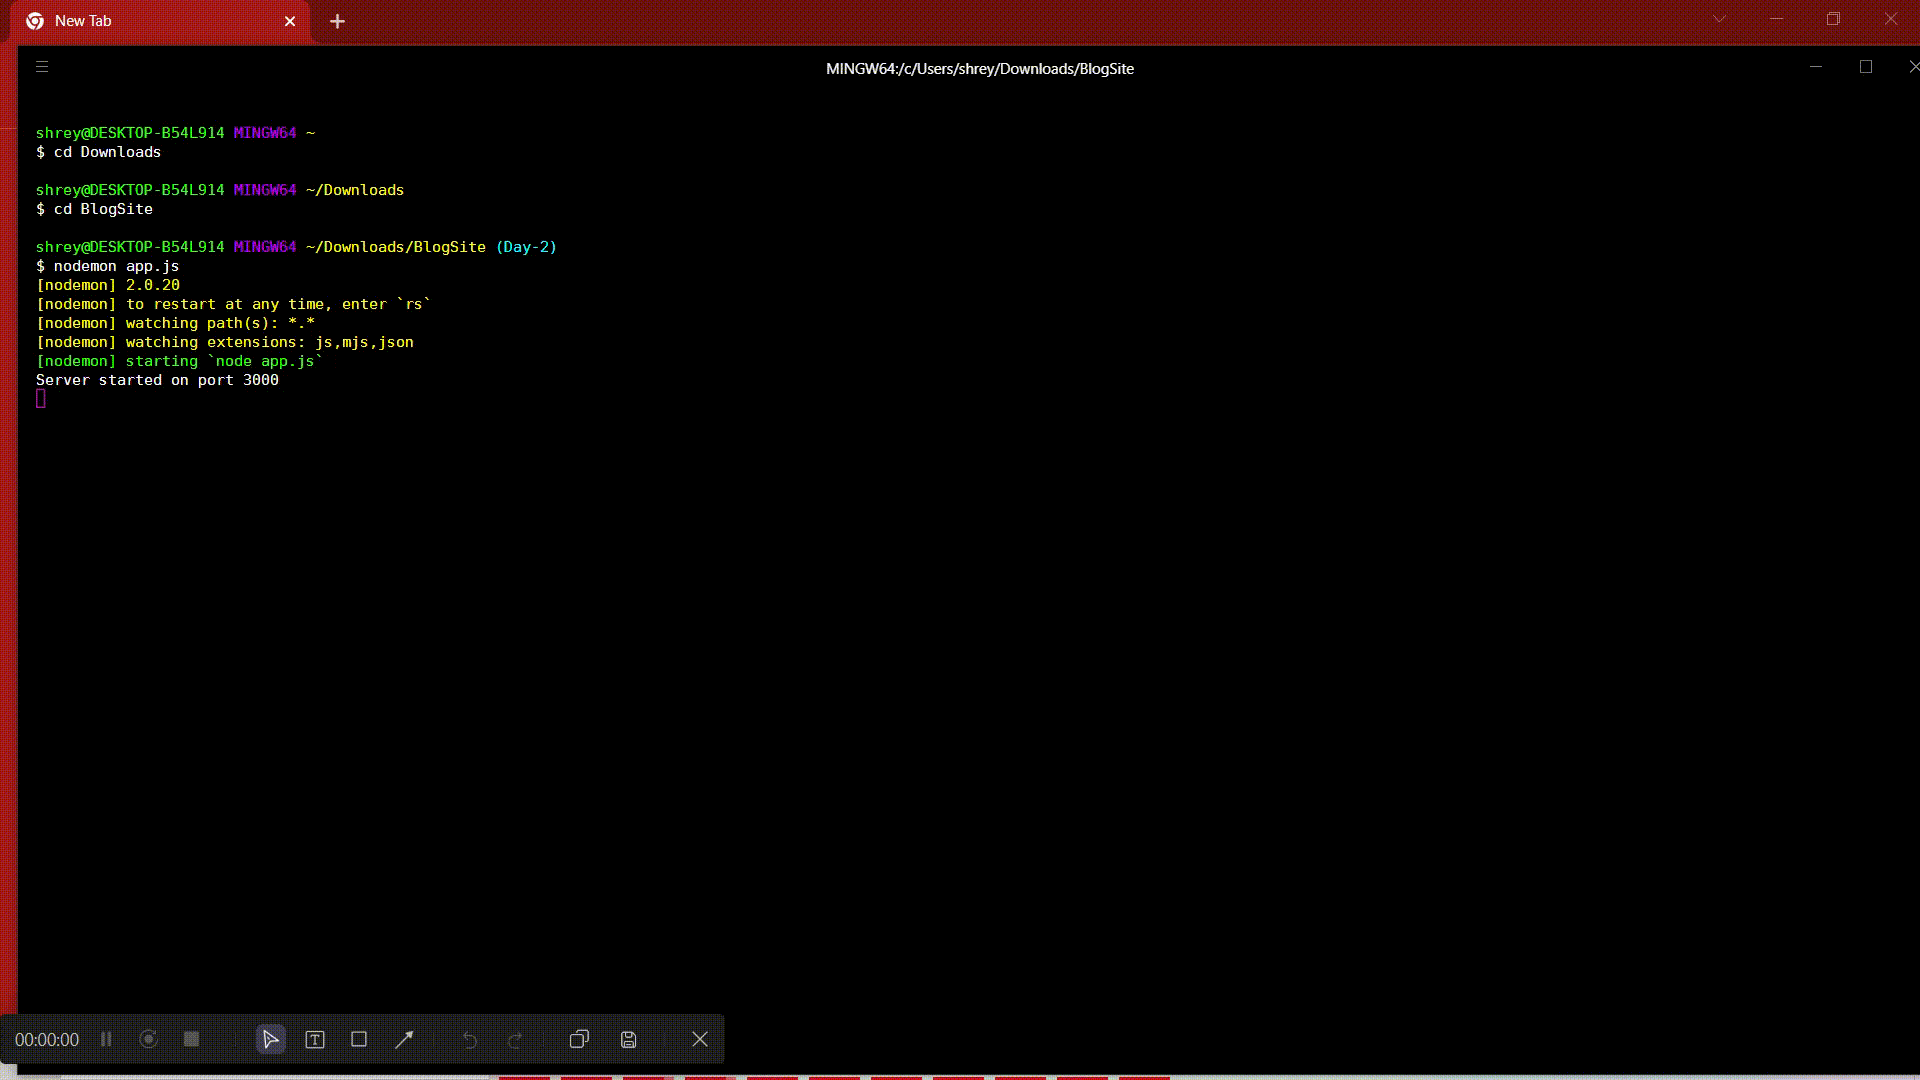 New Tab
MINGW64:/c/Users/shrey/Downloads/BlogSite
shrey@DESKTOP-B54L914 MINGW64 ~
$ cd Downloads
shrey@DESKTOP-B54L914 MINGW64 ~/Downloads
$ cd BlogSite
shrey@DESKTOP-B54L914 MINGW64 ~/Downloads/BlogSite (Day-2)
$ nodemon app.js
[nodemon] 2.0.20
[nodemon] to restart at any time, enter `rs`
[nodemon] watching path(s): *.*
[nodemon] watching extensions: js,mjs,json
[nodemon] starting `node app.js`
Server started on port 3000
00:00:00